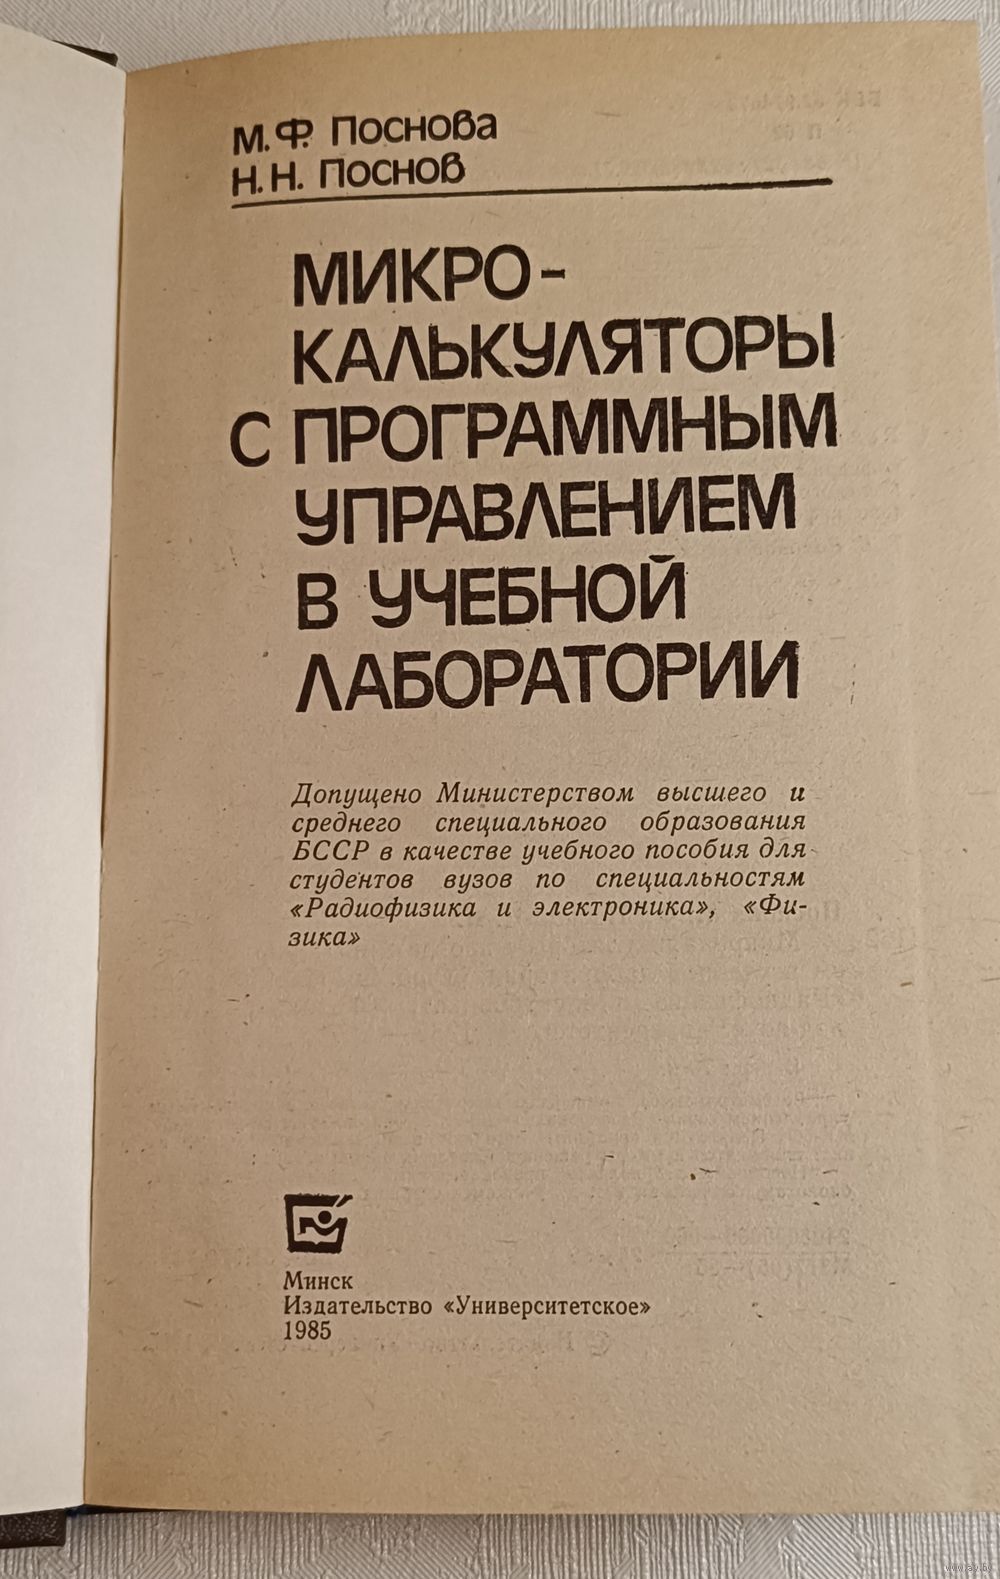 М. Ф. Поснова
Н. Н. Поснов
МИКРО-
КАЛЬКУЛЯТОРЫ
С ПРОГРАММНЫМ
УПРАВЛЕНИЕМ
В УЧЕБНОЙ
ЛАБОРАТОРИИ
Допущено Министерством высшего и
среднего специального образования
БССР в качестве учебного пособия для
студентов вузов по специальностям
«Радиофизика и электроника», «Фи-
зика»
Минск
Издательство «Университетское»
1985